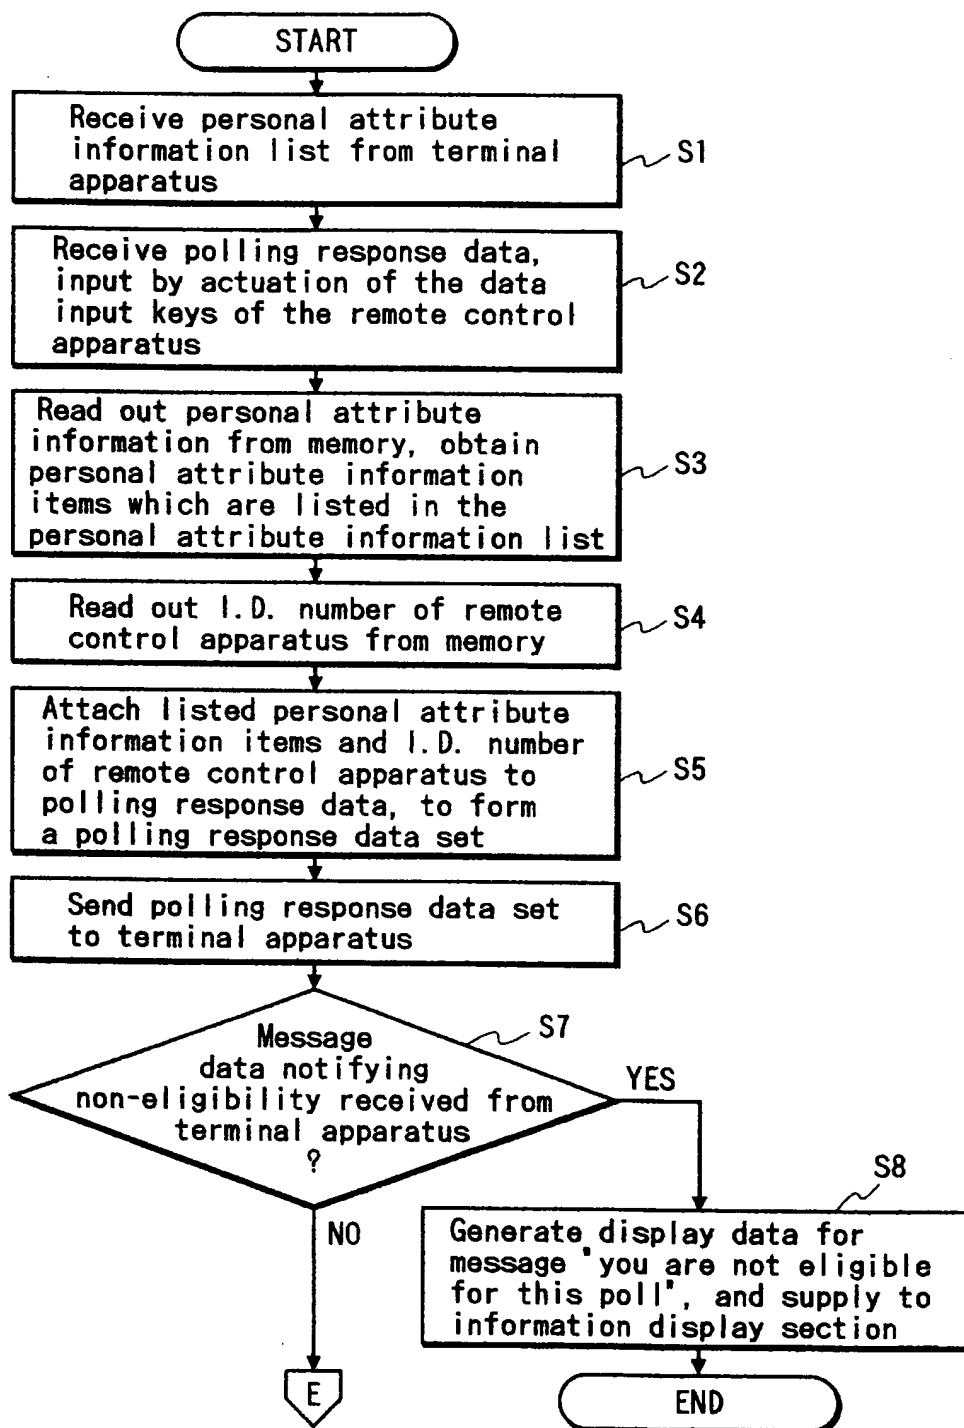 START
Receive personal attribute
information list from terminal
apparatus
S1
Receive polling response data,
input by actuation of the data
input keys of the remote control
apparatus
S2
Read out personal attribute
information from memory, obtain
personal attribute information
items which are listed in the
personal attribute information list
S3
Read out I.D. number of remote
control apparatus from memory
S4
Attach listed personal attribute
information items and I.D. number
of remote control apparatus to
polling response data, to form
a polling response data set
S5
Send polling response data set
to terminal apparatus
S6
Message
data notifying
non-eligibility received from
terminal apparatus
?
S7
YES
NO
S8
Generate display data for
message "you are not eligible
for this poll", and supply to
information display section
E
END